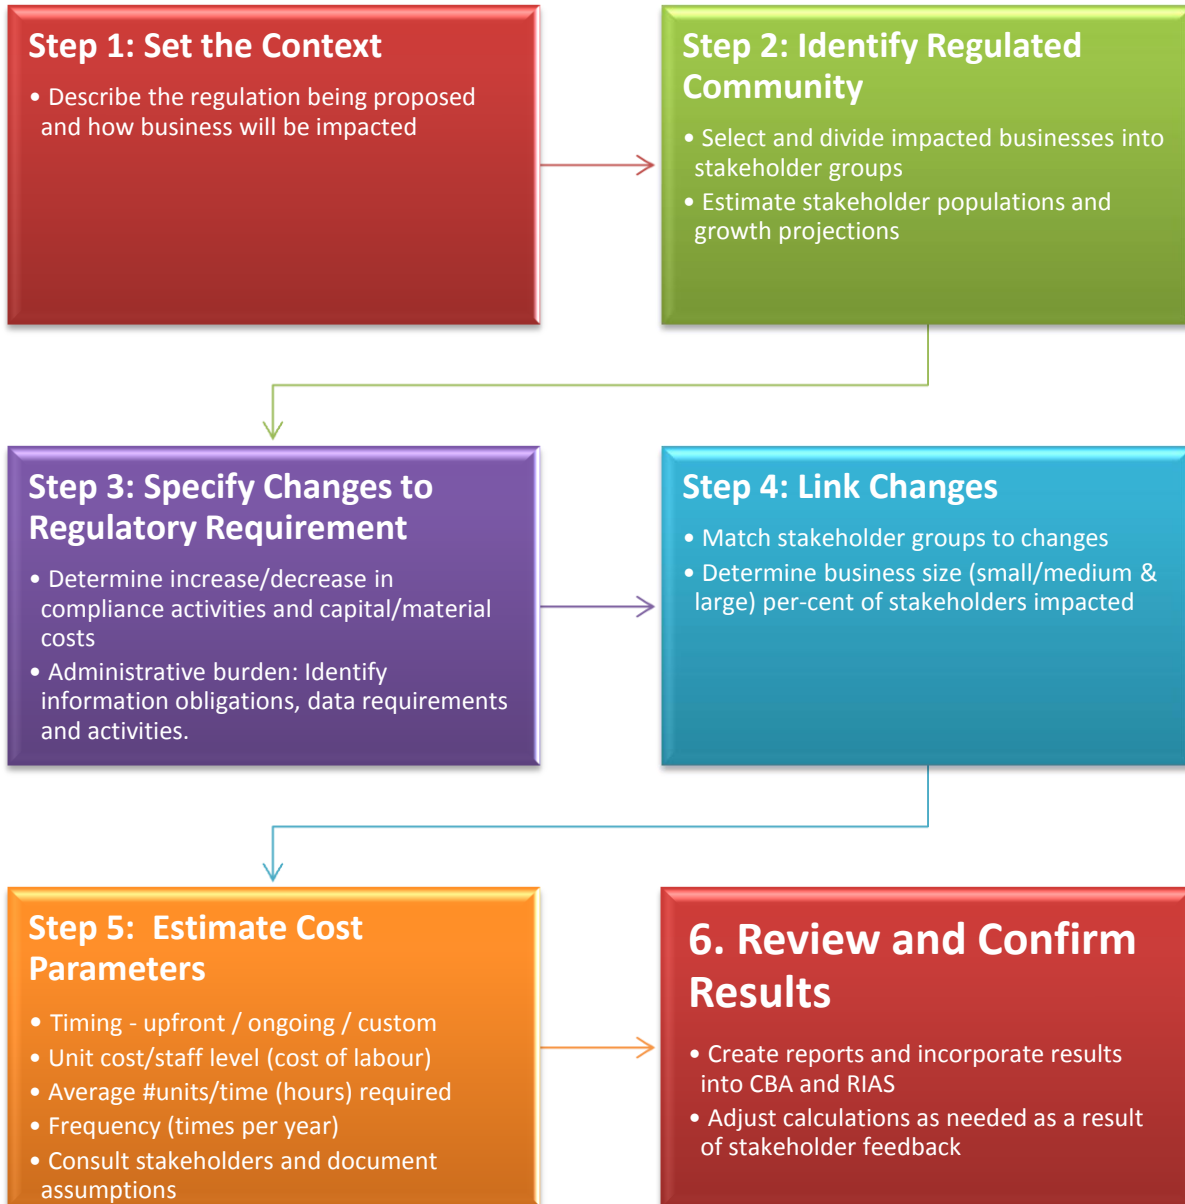 Step 1: Set the Context
• Describe the regulation being proposed
and how business will be impacted
Step 2: Identify Regulated
Community
• Select and divide impacted businesses into
stakeholder groups
• Estimate stakeholder populations and
growth projections
Step 3: Specify Changes to
Regulatory Requirement
• Determine increase/decrease in
compliance activities and capital/material
costs
• Administrative burden: Identify
information obligations, data requirements
and activities.
Step 4: Link Changes
• Match stakeholder groups to changes
• Determine business size (small/medium &
large) per-cent of stakeholders impacted
Step 5:  Estimate Cost
Parameters
• Timing - upfront / ongoing / custom
• Unit cost/staff level (cost of labour)
• Average #units/time (hours) required
• Frequency (times per year)
• Consult stakeholders and document
assumptions
6. Review and Confirm
Results
• Create reports and incorporate results
into CBA and RIAS
• Adjust calculations as needed as a result
of stakeholder feedback